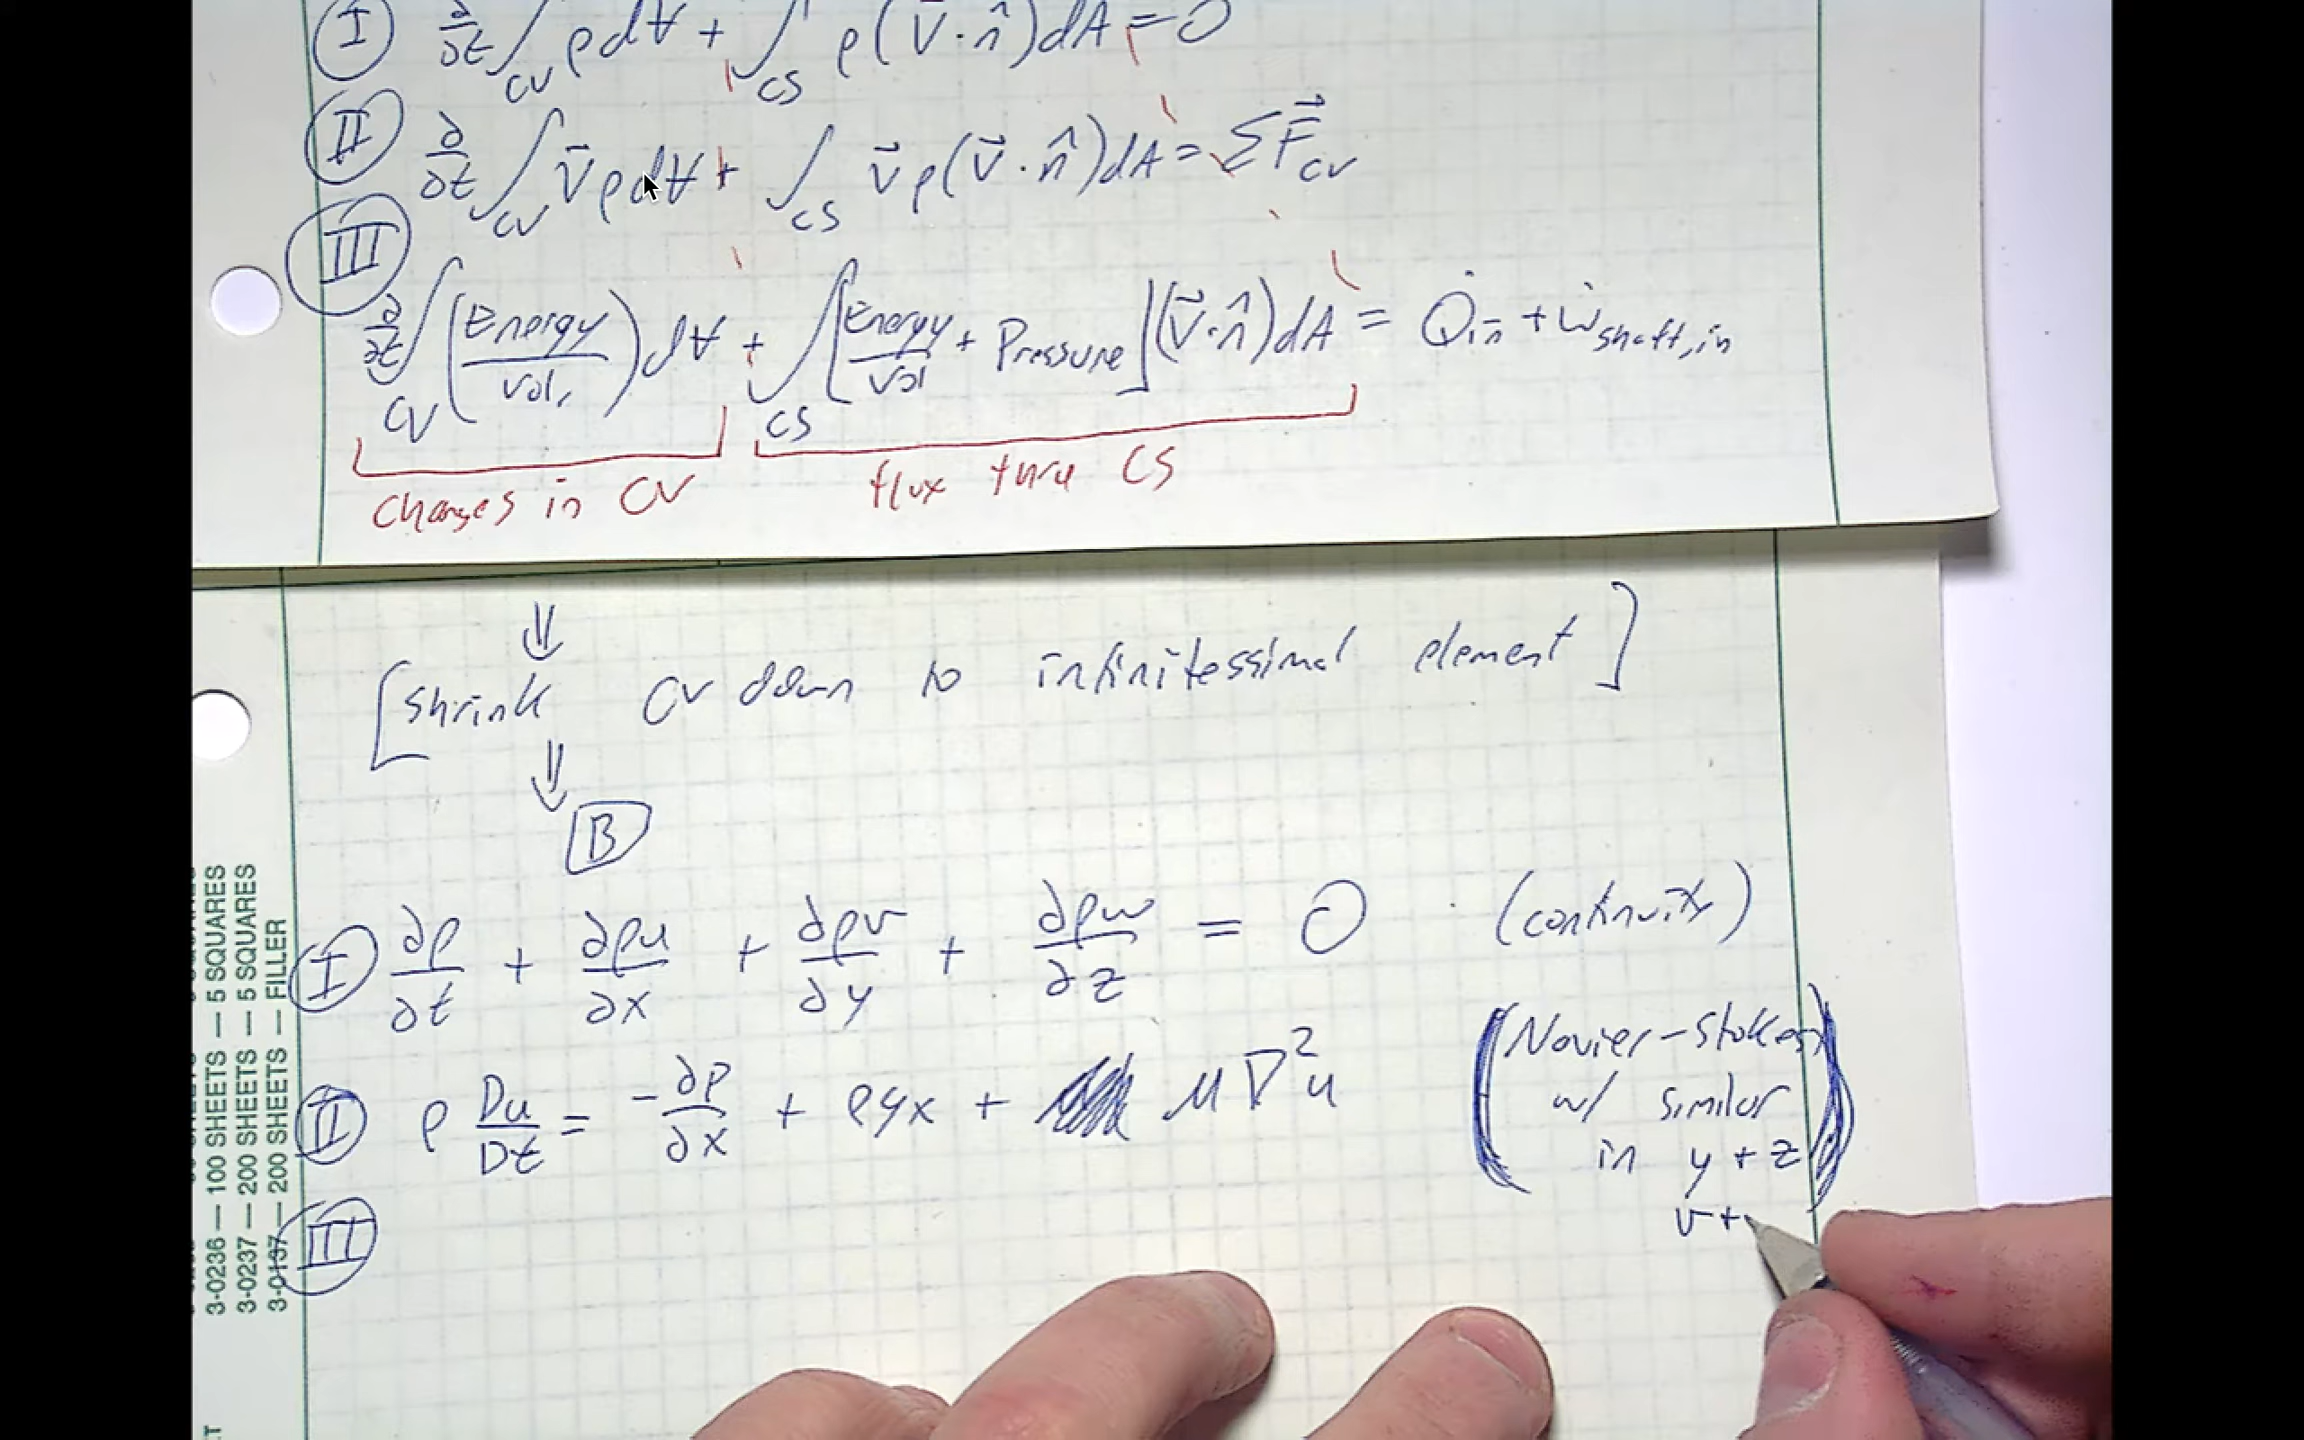 Ⅰ ∂/∂t ∫CV ρdV̶ + ∫CS ρ(V⃗·n̂)dA = 0
Ⅱ ∂/∂t ∫CV V⃗ρdV̶ + ∫CS V⃗ρ(V⃗·n̂)dA = ΣF⃗CV
Ⅲ ∂/∂t ∫CV (Energy/Vol.)dV̶ + ∫CS [Energy/Vol + Pressure](V⃗·n̂)dA = Q̇in + Ẇshaft,in
changes in CV flux thru CS
⇓
[shrink CV down to infinitessimal element]
⇓
B
Ⅰ ∂ρ/∂t + ∂ρu/∂x + ∂ρv/∂y + ∂ρw/∂z = 0 (continuity)
Ⅱ ρ Du/Dt = -∂P/∂x + ρgx + μ∇²u (Navier-Stokes
w/ similar
in y + z)
v +
Ⅲ
3-0236 — 100 SHEETS — 5 SQUARES
3-0237 — 200 SHEETS — 5 SQUARES
3-0137 — 200 SHEETS — FILLER